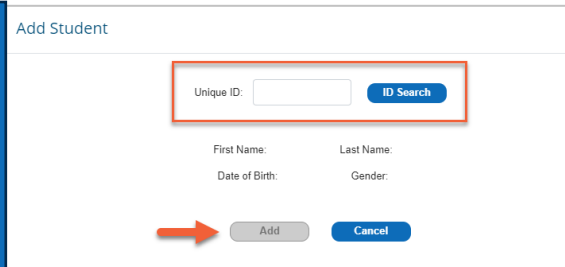 Add Student
Unique ID: ID Search
First Name: Last Name:
Date of Birth: Gender:
Add Cancel